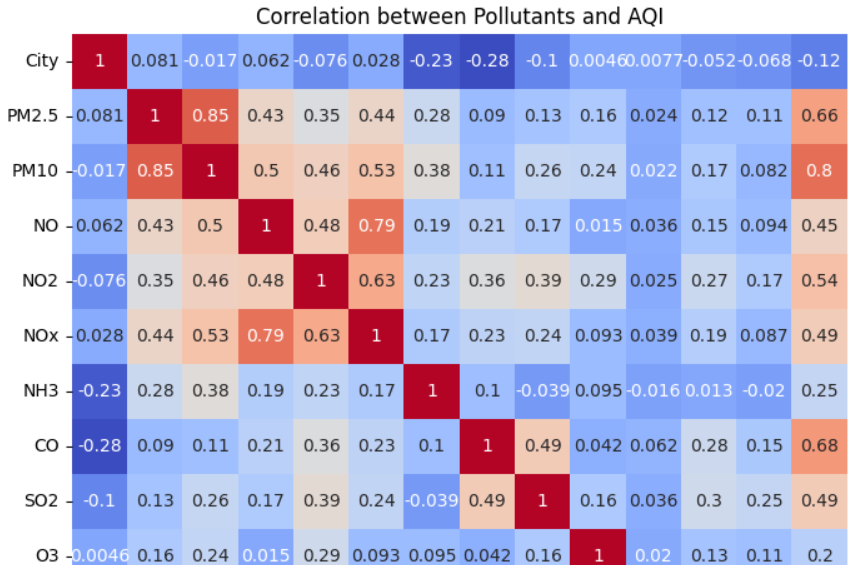 Correlation between Pollutants and AQI
City 1 0.081 -0.017 0.062 -0.076 0.028 -0.23 -0.28 -0.1 0.0046 0.0077 -0.052 -0.068 -0.12
PM2.5 0.081 1 0.85 0.43 0.35 0.44 0.28 0.09 0.13 0.16 0.024 0.12 0.11 0.66
PM10 -0.017 0.85 1 0.5 0.46 0.53 0.38 0.11 0.26 0.24 0.022 0.17 0.082 0.8
NO 0.062 0.43 0.5 1 0.48 0.79 0.19 0.21 0.17 0.015 0.036 0.15 0.094 0.45
NO2 -0.076 0.35 0.46 0.48 1 0.63 0.23 0.36 0.39 0.29 0.025 0.27 0.17 0.54
NOx 0.028 0.44 0.53 0.79 0.63 1 0.17 0.23 0.24 0.093 0.039 0.19 0.087 0.49
NH3 -0.23 0.28 0.38 0.19 0.23 0.17 1 0.1 -0.039 0.095 -0.016 0.013 -0.02 0.25
CO -0.28 0.09 0.11 0.21 0.36 0.23 0.1 1 0.49 0.042 0.062 0.28 0.15 0.68
SO2 -0.1 0.13 0.26 0.17 0.39 0.24 -0.039 0.49 1 0.16 0.036 0.3 0.25 0.49
O3 0.0046 0.16 0.24 0.015 0.29 0.093 0.095 0.042 0.16 1 0.02 0.13 0.11 0.2